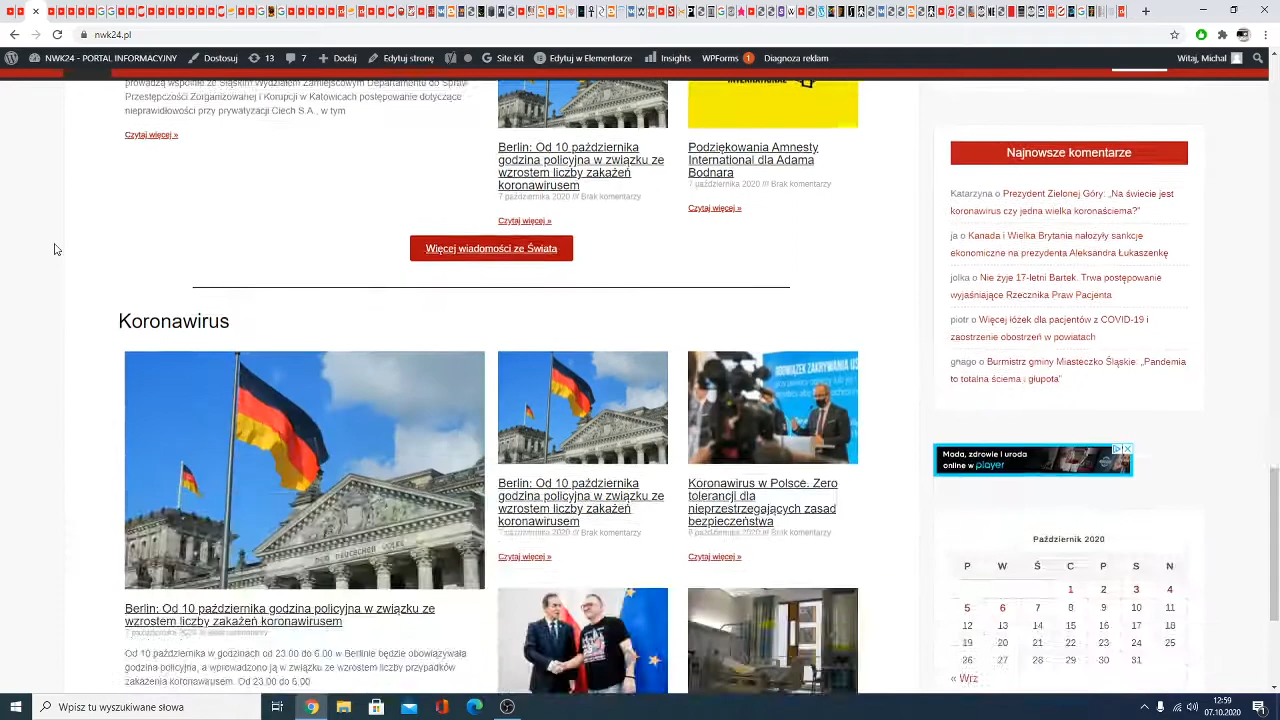 nwk24.pl
NWK24 - PORTAL INFORMACYJNY
Dostosuj
13
7
Dodaj
Edytuj stronę
Site Kit
Edytuj w Elementorze
Insights
WPForms 1
Diagnoza reklam
Witaj, Michał
prowadzą wspólnie ze Śląskim Wydziałem Zamiejscowym Departamentu do Spraw
Przestępczości Zorganizowanej i Korupcji w Katowicach postępowanie dotyczące
nieprawidłowości przy prywatyzacji Ciech S.A., w tym
Czytaj więcej »
Berlin: Od 10 października
godzina policyjna w związku ze
wzrostem liczby zakażeń
koronawirusem
7 października 2020 /// Brak komentarzy
Czytaj więcej »
INTERNATIONAL
Podziękowania Amnesty
International dla Adama
Bodnara
7 października 2020 /// Brak komentarzy
Czytaj więcej »
Więcej wiadomości ze Świata
Koronawirus
Berlin: Od 10 października godzina policyjna w związku ze
wzrostem liczby zakażeń koronawirusem
Od 10 października w godzinach od 23.00 do 6.00 w Berlinie będzie obowiązywała
godzina policyjna, a wprowadzono ją w związku ze wzrostem liczby przypadków
zakażenia koronawirusem. Od 23.00 do 6.00
Berlin: Od 10 października
godzina policyjna w związku ze
wzrostem liczby zakażeń
koronawirusem
7 października 2020 /// Brak komentarzy
Czytaj więcej »
Koronawirus w Polsce. Zero
tolerancji dla
nieprzestrzegających zasad
bezpieczeństwa
Brak komentarzy
Czytaj więcej »
Najnowsze komentarze
Katarzyna o Prezydent Zielonej Góry: „Na świecie jest
koronawirus czy jedna wielka koronaściema?”
ja o Kanada i Wielka Brytania nałożyły sankcje
ekonomiczne na prezydenta Aleksandra Łukaszenkę
jolka o Nie żyje 17-letni Bartek. Trwa postępowanie
wyjaśniające Rzecznika Praw Pacjenta
piotr o Więcej łóżek dla pacjentów z COVID-19 i
zaostrzenie obostrzeń w powiatach
gnago o Burmistrz gminy Miasteczko Śląskie: „Pandemia
to totalna ściema i głupota”
Moda, zdrowie i uroda
online w player
Październik 2020
P W Ś C P S N
1 2 3 4
5 6 7 8 9 10 11
12 13 14 15 16 17 18
19 20 21 22 23 24 25
26 27 28 29 30 31
« Wrz
Wpisz tu wyszukiwane słowa
12:59
07.10.2020